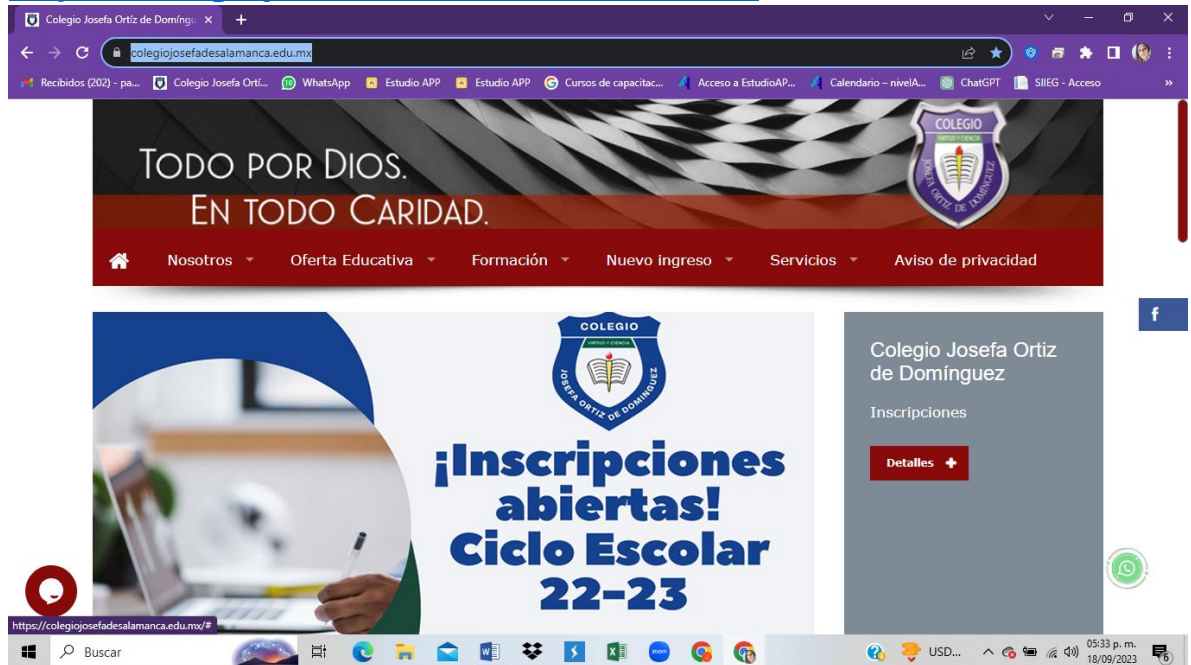 Colegio Josefa Ortíz de Domíngu
colegiojosefadesalamanca.edu.mx
Recibidos (202) - pa...
Colegio Josefa Ortí...
WhatsApp
Estudio APP
Estudio APP
Cursos de capacitac...
Acceso a EstudioAP...
Calendario – nivelA...
ChatGPT
SIIEG - Acceso
»
TODO POR DIOS.
EN TODO CARIDAD.
COLEGIO
VIRTUD Y CIENCIA
JOSEFA ORTIZ DE DOMINGUEZ
Nosotros
Oferta Educativa
Formación
Nuevo ingreso
Servicios
Aviso de privacidad
f
COLEGIO
VIRTUD Y CIENCIA
JOSEFA ORTIZ DE DOMINGUEZ
¡Inscripciones
abiertas!
Ciclo Escolar
22-23
Colegio Josefa Ortiz
de Domínguez
Inscripciones
Detalles
https://colegiojosefadesalamanca.edu.mx/#
Buscar
zoom
USD...
05:33 p. m.
18/09/2023
6